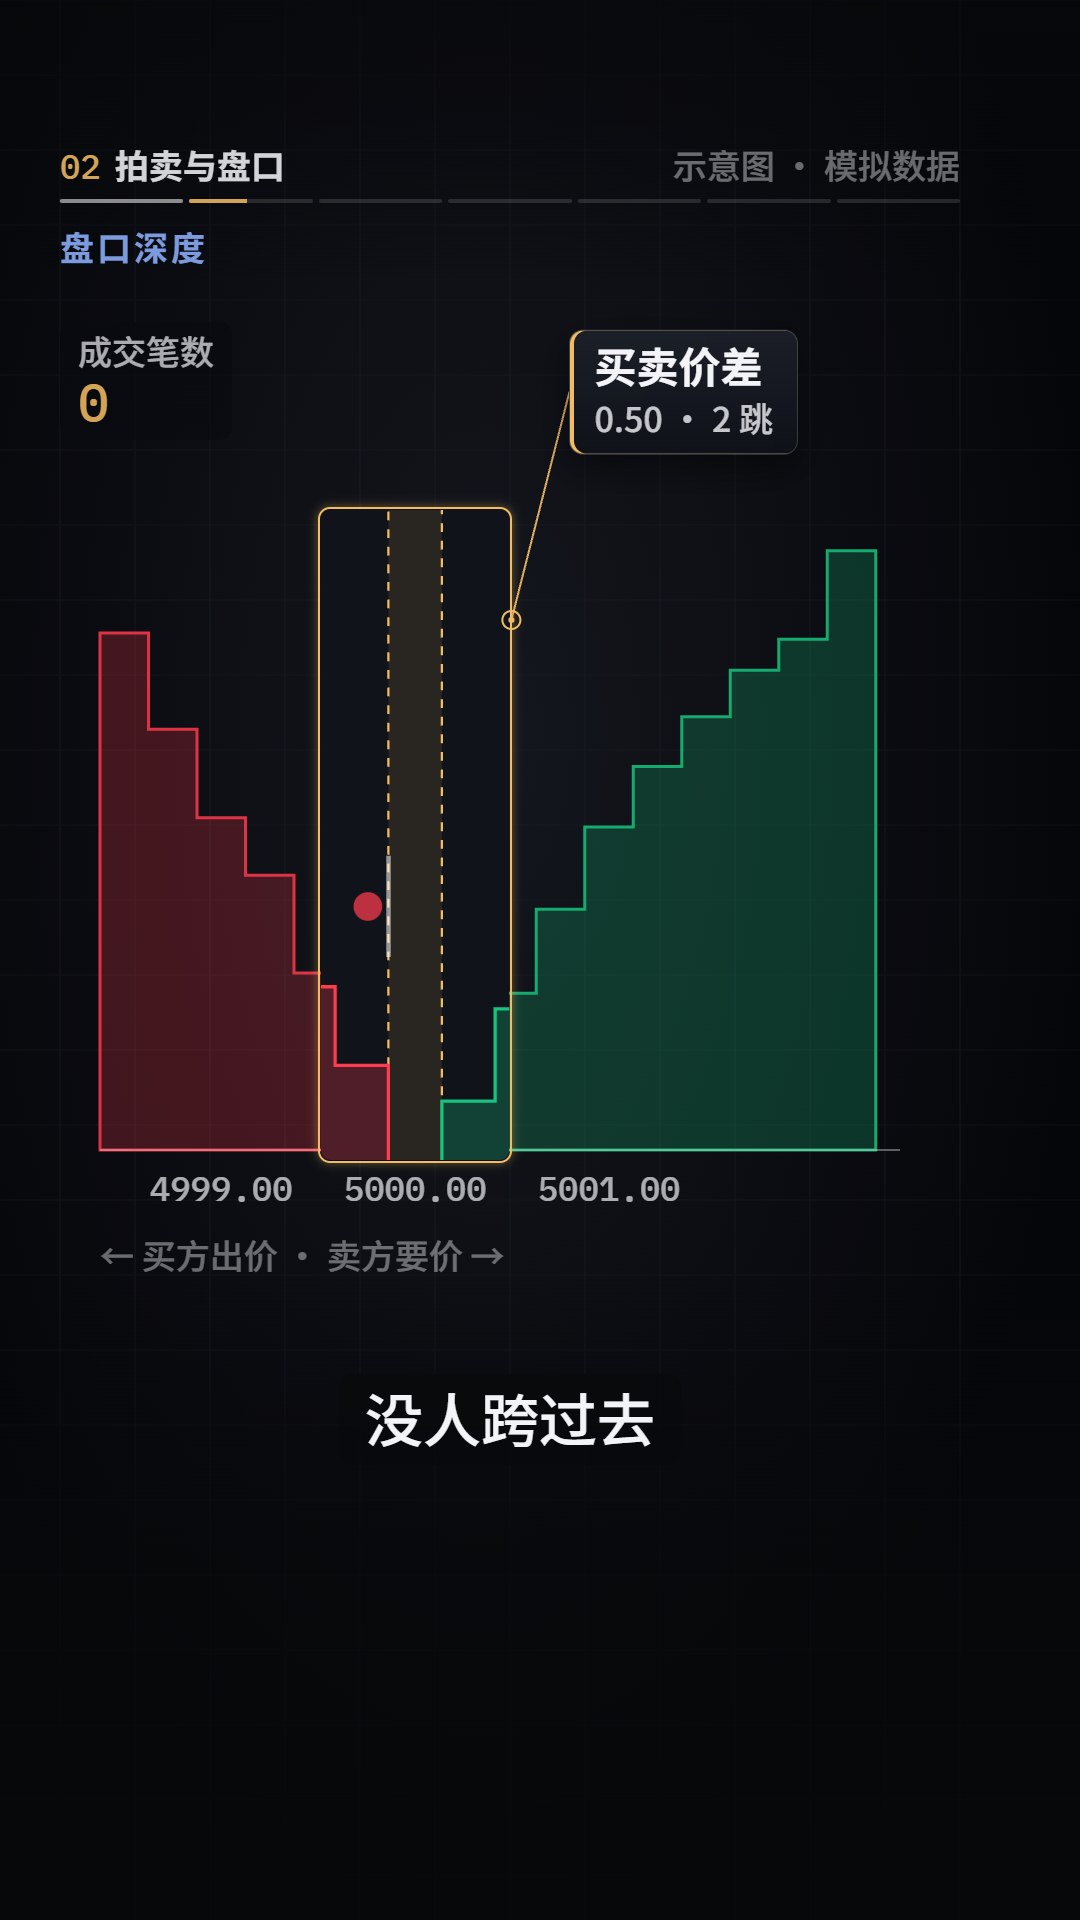 02 拍卖与盘口
示意图 · 模拟数据
盘口深度
成交笔数
0
买卖价差
0.50 · 2 跳
4999.00 5000.00 5001.00
← 买方出价 · 卖方要价 →
没人跨过去